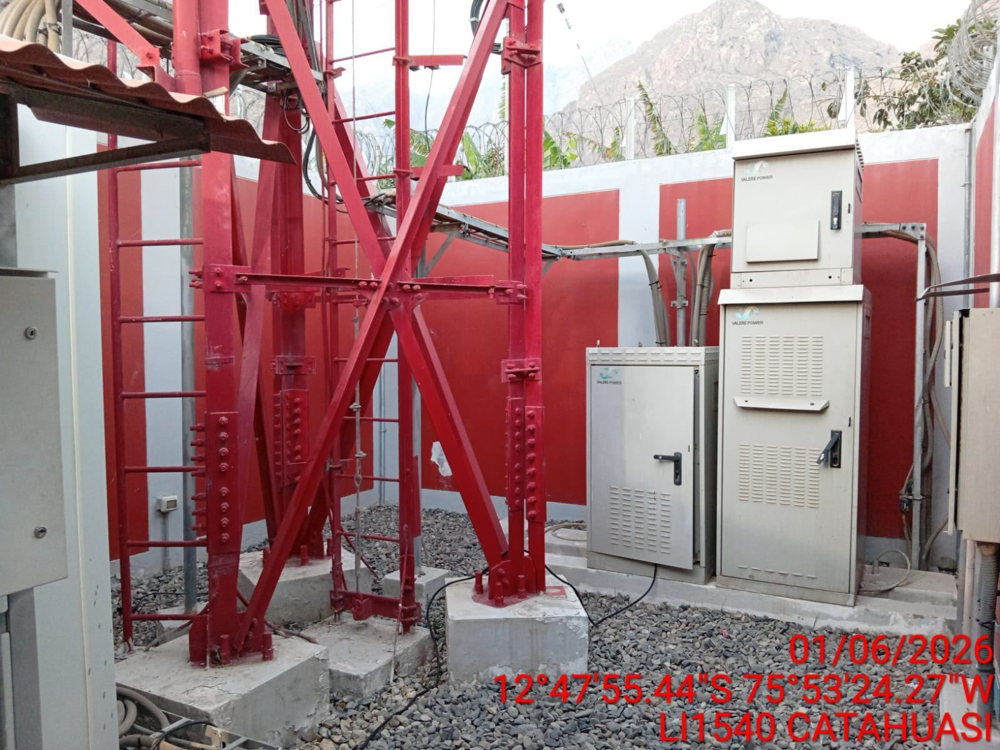 VALERE POWER
VALERE POWER
VALERE POWER
01/06/2026
12°47'55.44"S 75°53'24.27"W
LI1540 CATAHUASI